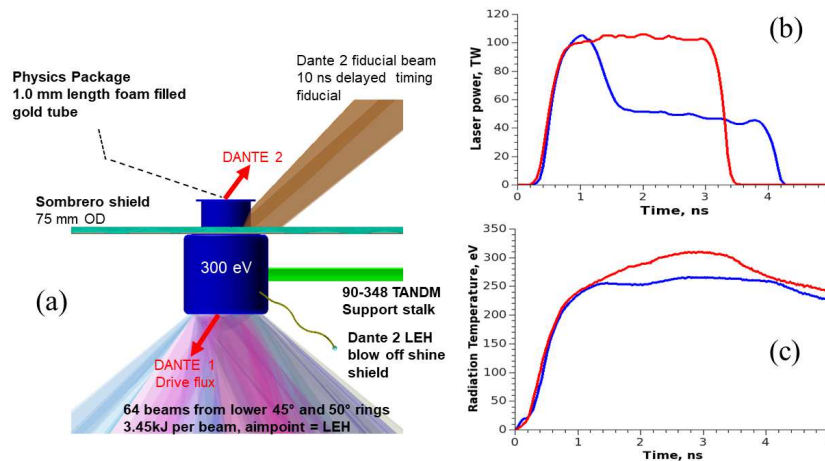 Physics Package
1.0 mm length foam filled
gold tube
Dante 2 fiducial beam
10 ns delayed timing
fiducial
DANTE 2
Sombrero shield
75 mm OD
300 eV
(a)
90-348 TANDM
Support stalk
Dante 2 LEH
blow off shine
shield
DANTE 1
Drive flux
64 beams from lower 45º and 50º rings
3.45kJ per beam, aimpoint = LEH
(b)
Laser power, TW
120
100
80
60
40
20
0
0 1 2 3 4
Time, ns
(c)
Radiation Temperature, eV
350
300
250
200
150
100
50
0
0 1 2 3 4
Time, ns